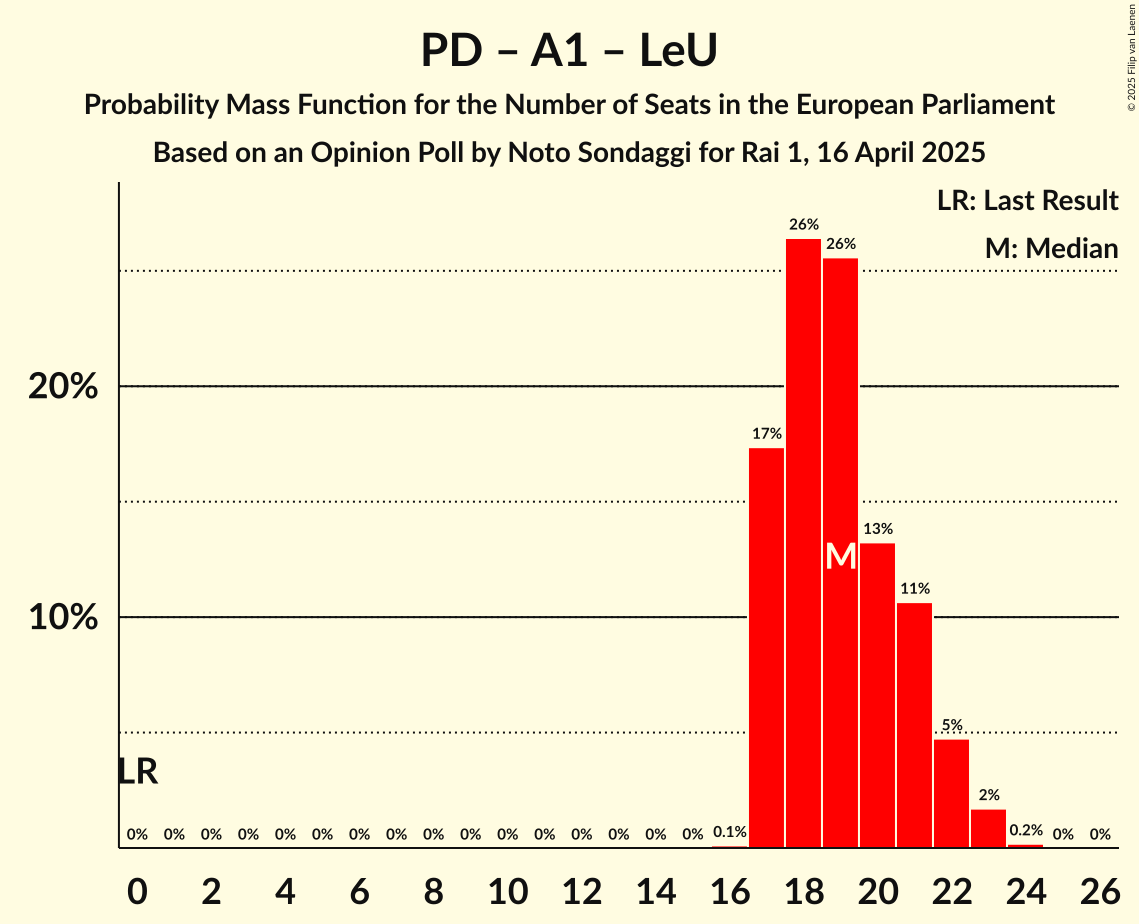 PD – A1 – LeU
Probability Mass Function for the Number of Seats in the European Parliament
Based on an Opinion Poll by Noto Sondaggi for Rai 1, 16 April 2025
© 2025 Filip van Laenen
LR: Last Result
M: Median
26%
26%
20%
17%
13%
M
11%
10%
5%
LR
2%
0% 0% 0% 0% 0% 0% 0% 0% 0% 0% 0% 0% 0% 0% 0% 0% 0.1% 0.2% 0% 0%
0 2 4 6 8 10 12 14 16 18 20 22 24 26